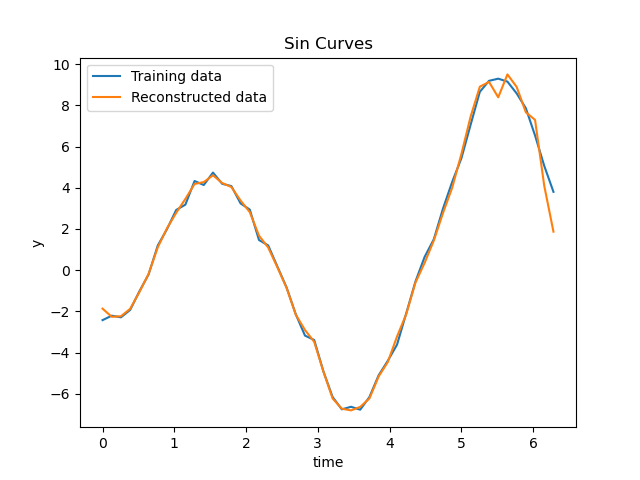 Sin Curves
Training data
Reconstructed data
10
8
6
4
2
0
−2
−4
−6
y
0 1 2 3 4 5 6
time